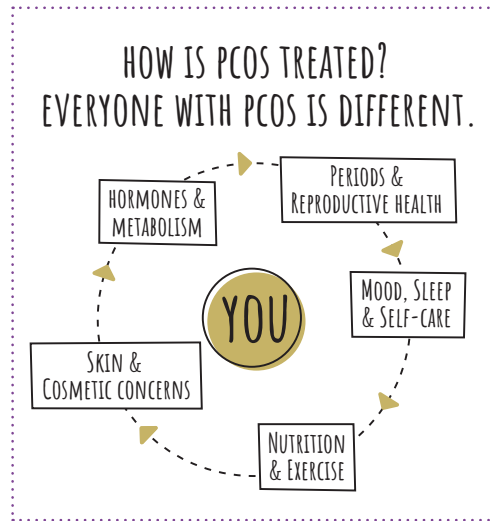 HOW IS PCOS TREATED?
EVERYONE WITH PCOS IS DIFFERENT.
HORMONES &
METABOLISM
PERIODS &
REPRODUCTIVE HEALTH
MOOD, SLEEP
& SELF-CARE
YOU
SKIN &
COSMETIC CONCERNS
NUTRITION
& EXERCISE